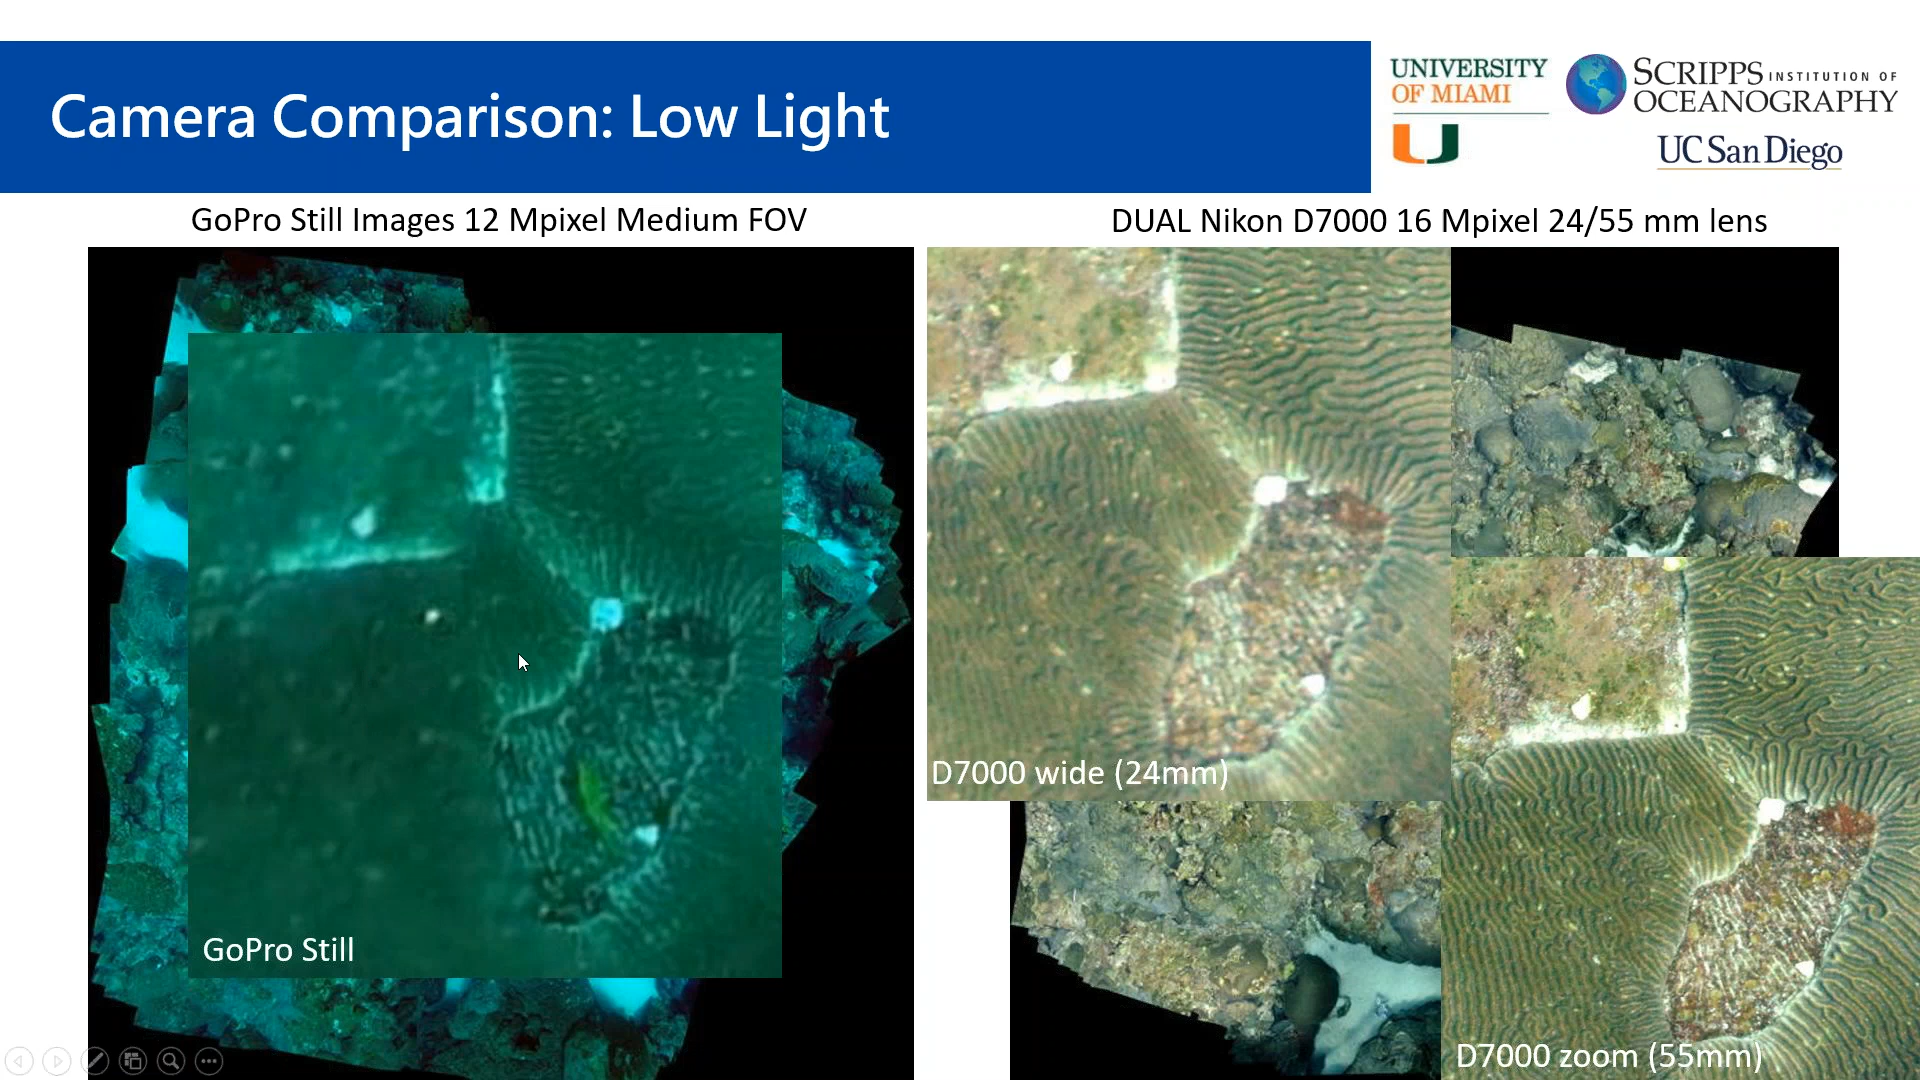 Camera Comparison: Low Light
UNIVERSITY
OF MIAMI
SCRIPPS INSTITUTION OF
OCEANOGRAPHY
UC San Diego
GoPro Still Images 12 Mpixel Medium FOV
DUAL Nikon D7000 16 Mpixel 24/55 mm lens
D7000 wide (24mm)
GoPro Still
D7000 zoom (55mm)